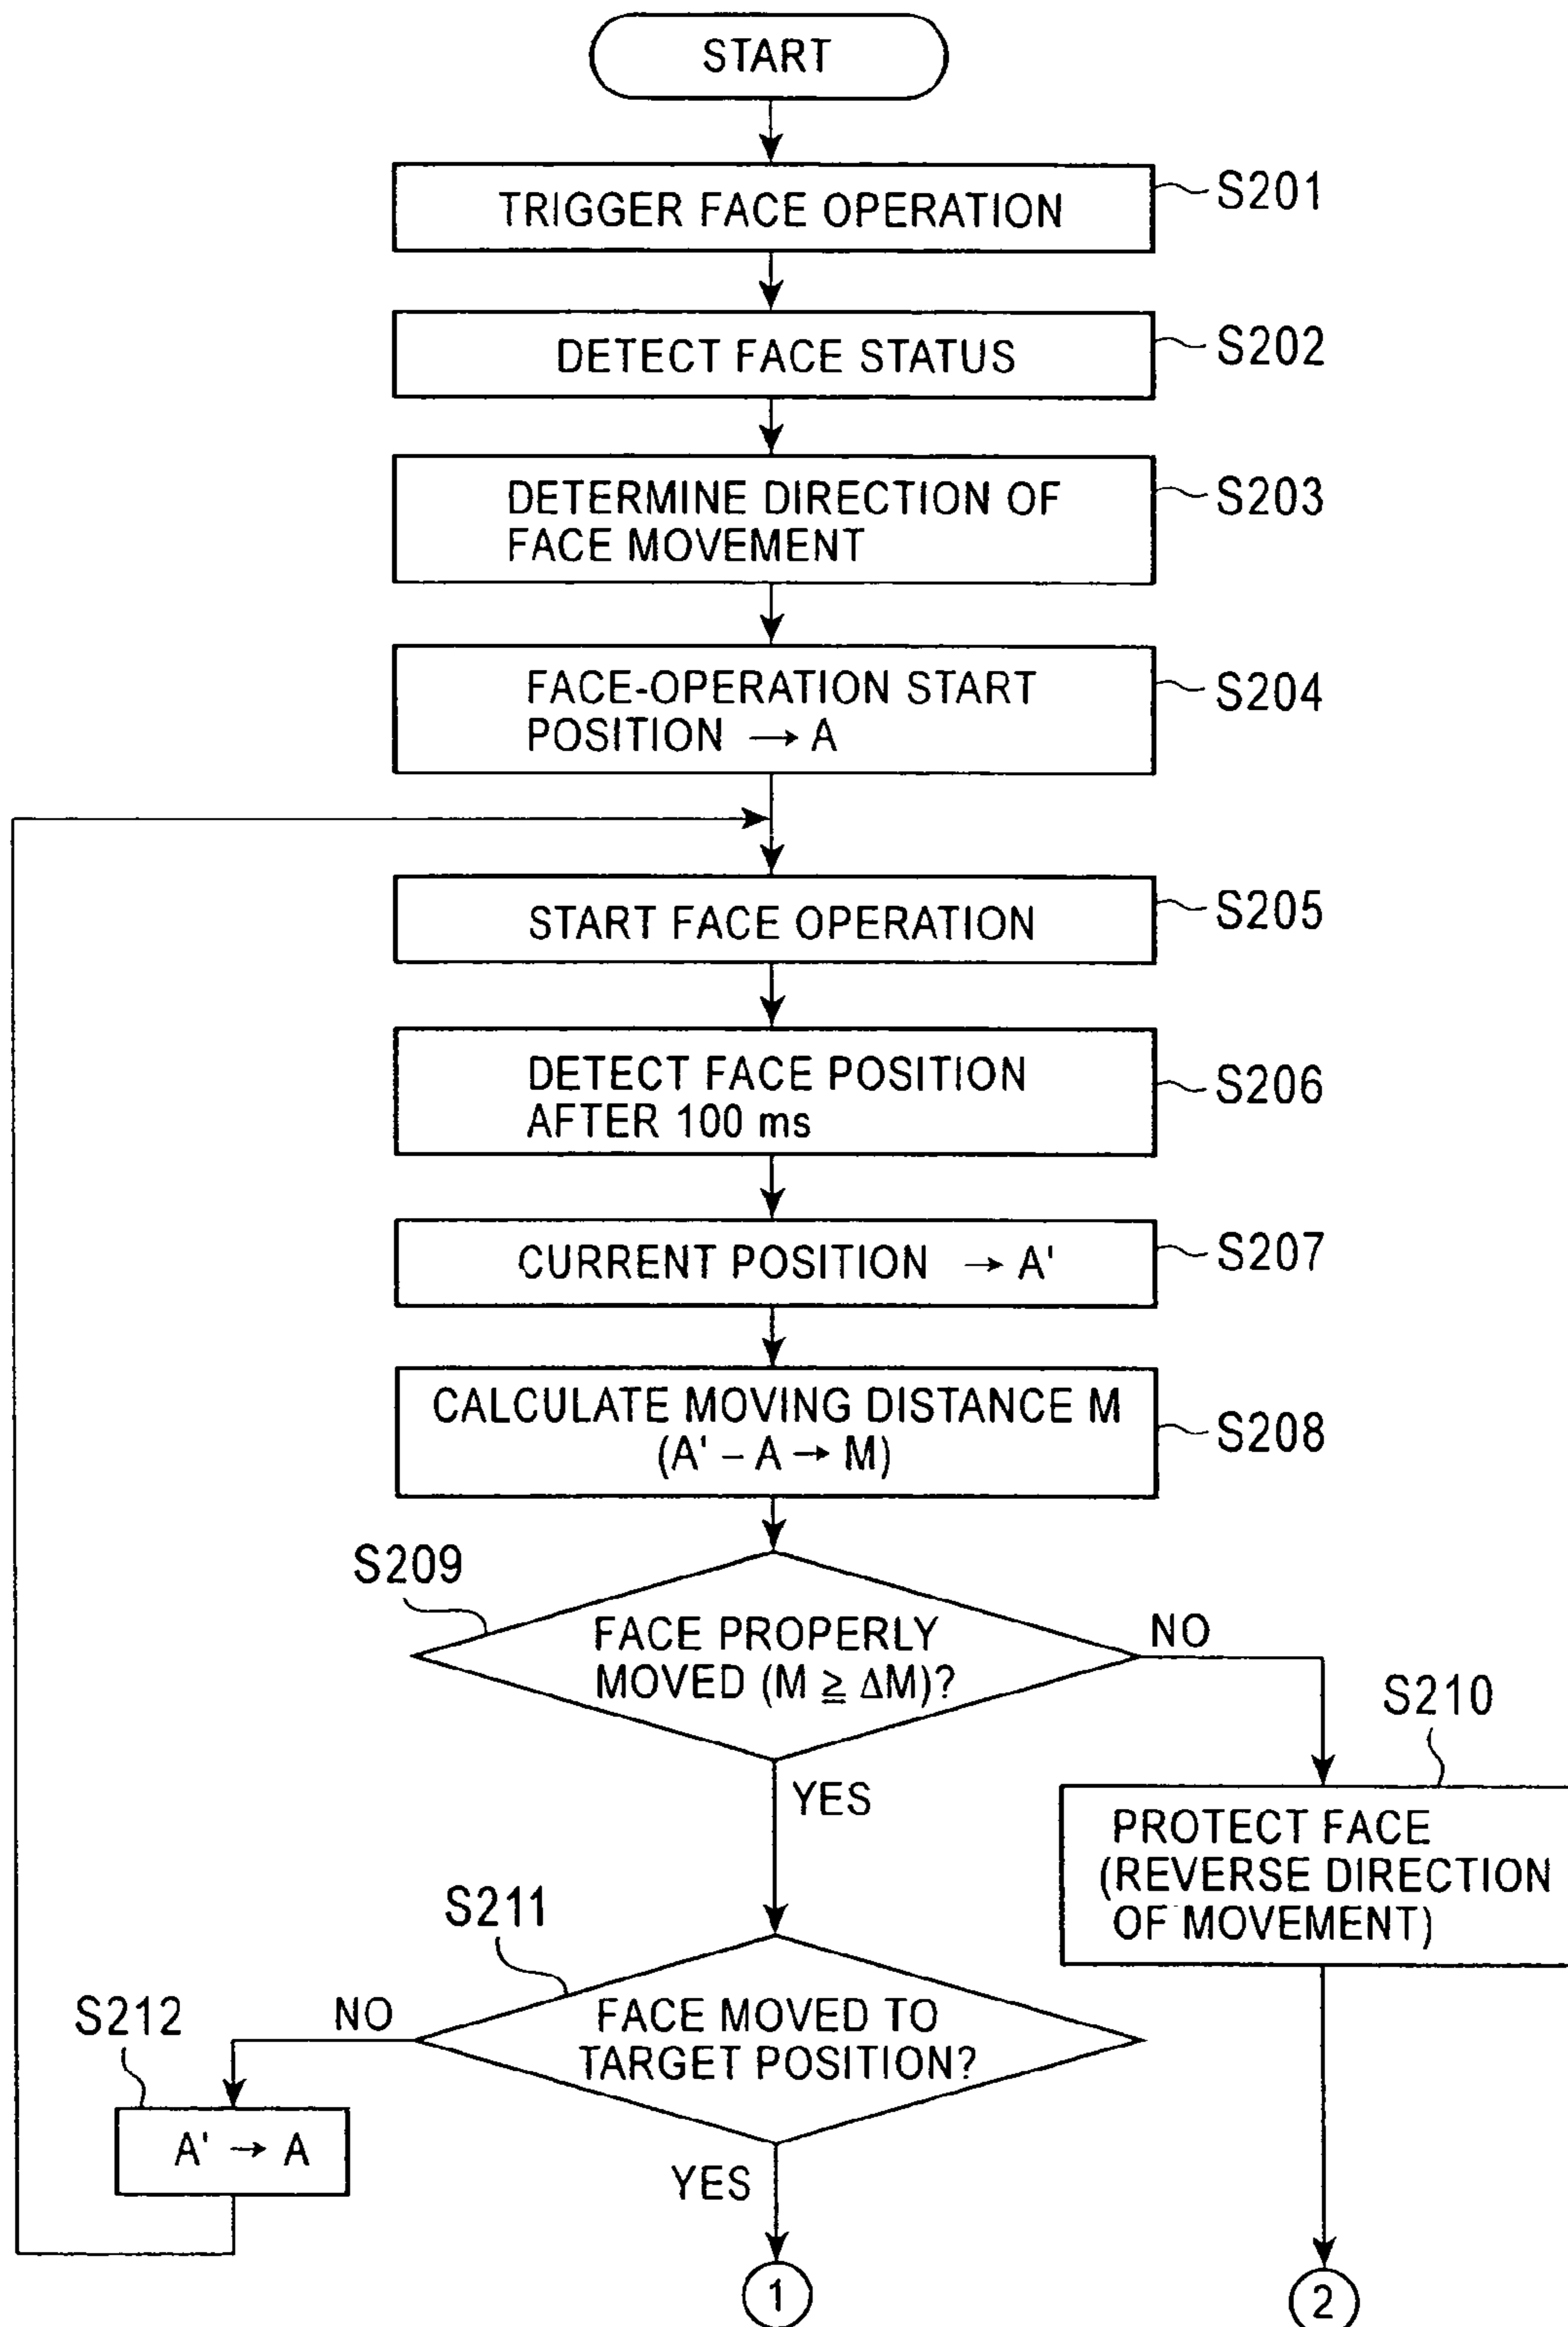 START
TRIGGER FACE OPERATION
S201
DETECT FACE STATUS
S202
DETERMINE DIRECTION OF
FACE MOVEMENT
S203
FACE-OPERATION START
POSITION → A
S204
START FACE OPERATION
S205
DETECT FACE POSITION
AFTER 100 ms
S206
CURRENT POSITION → A'
S207
CALCULATE MOVING DISTANCE M
(A' – A → M)
S208
S209
FACE PROPERLY
MOVED (M ≧ ΔM)?
NO
YES
S210
PROTECT FACE
(REVERSE DIRECTION
OF MOVEMENT)
S211
FACE MOVED TO
TARGET POSITION?
NO
YES
S212
A' → A
1
2